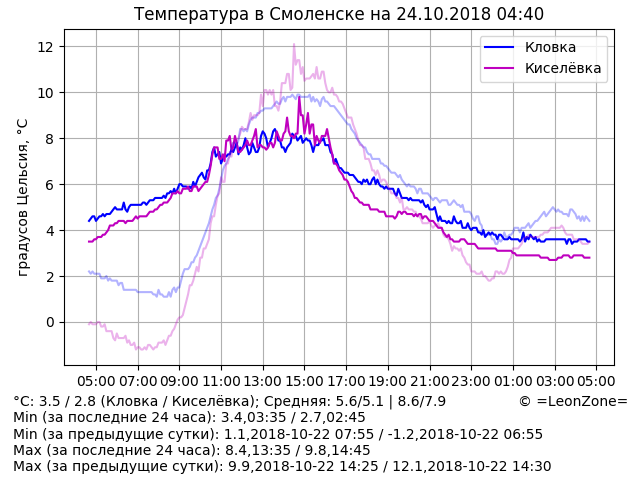 Температура в Смоленске на 24.10.2018 04:40
12
10
8
6
4
2
0
градусов Цельсия, °C
Кловка
Киселёвка
05:00 07:00 09:00 11:00 13:00 15:00 17:00 19:00 21:00 23:00 01:00 03:00 05:00
°C: 3.5 / 2.8 (Кловка / Киселёвка); Средняя: 5.6/5.1 | 8.6/7.9 © =LeonZone=
Min (за последние 24 часа): 3.4,03:35 / 2.7,02:45
Min (за предыдущие сутки): 1.1,2018-10-22 07:55 / -1.2,2018-10-22 06:55
Max (за последние 24 часа): 8.4,13:35 / 9.8,14:45
Max (за предыдущие сутки): 9.9,2018-10-22 14:25 / 12.1,2018-10-22 14:30